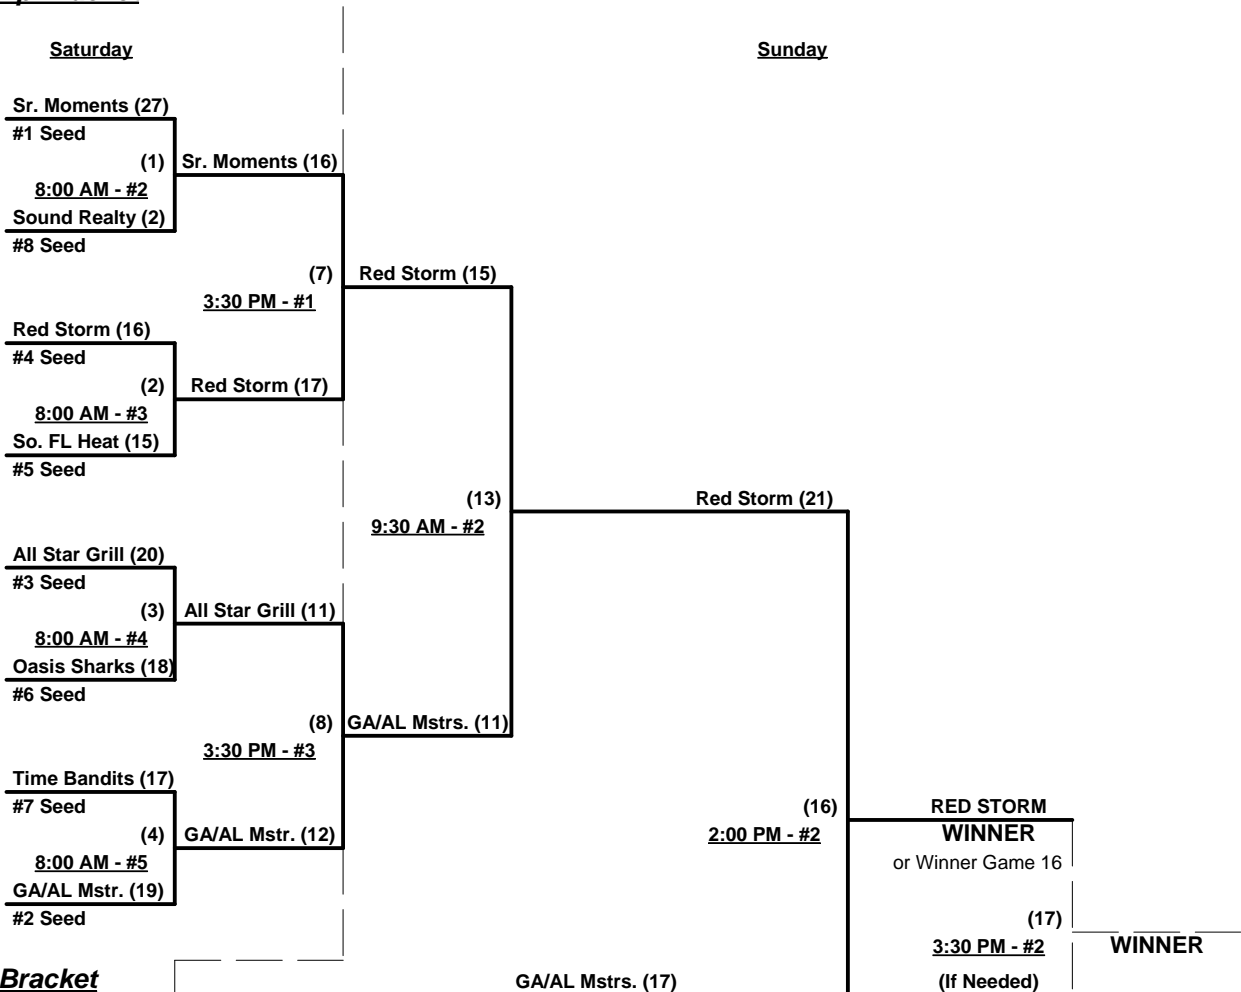 Saturday
Sunday
Sr. Moments (27)
#1 Seed
(1)
Sr. Moments (16)
8:00 AM - #2
Sound Realty (2)
#8 Seed
(7)
Red Storm (15)
3:30 PM - #1
Red Storm (16)
#4 Seed
(2)
Red Storm (17)
8:00 AM - #3
So. FL Heat (15)
#5 Seed
(13)
Red Storm (21)
9:30 AM - #2
All Star Grill (20)
#3 Seed
(3)
All Star Grill (11)
8:00 AM - #4
Oasis Sharks (18)
#6 Seed
(8)
GA/AL Mstrs. (11)
3:30 PM - #3
Time Bandits (17)
#7 Seed
(16)
RED STORM
(4)
GA/AL Mstr. (12)
2:00 PM - #2
WINNER
8:00 AM - #5
or Winner Game 16
GA/AL Mstr. (19)
#2 Seed
(17)
3:30 PM - #2
WINNER
Bracket
GA/AL Mstrs. (17)
(If Needed)